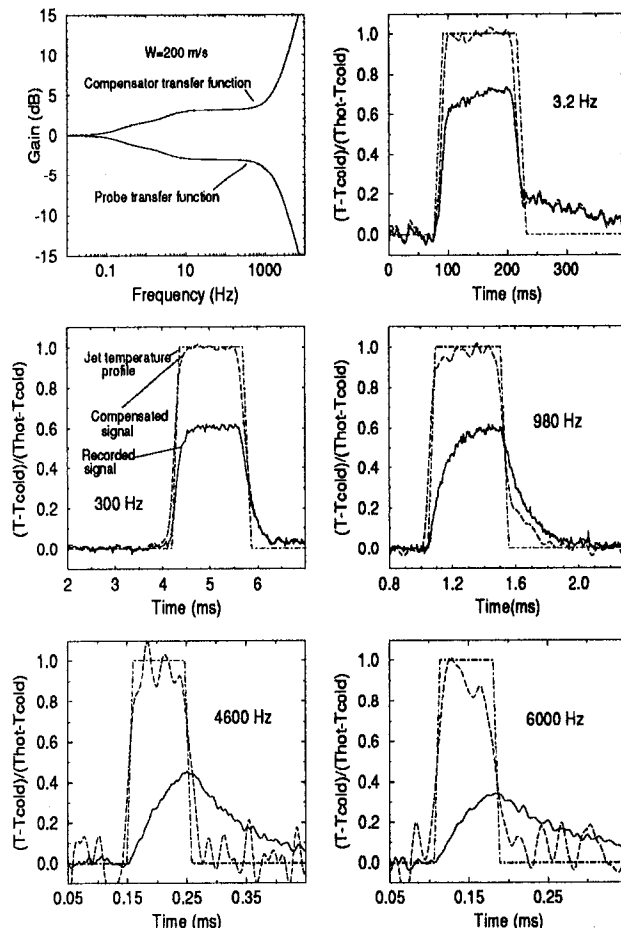 15
10
5
0
-5
-10
-15
Gain (dB)
W=200 m/s
Compensator transfer function
Probe transfer function
0.1
10
1000
Frequency (Hz)
1.0
0.8
0.6
0.4
0.2
0.0
(T-Tcold)/(Thot-Tcold)
3.2 Hz
0
100
200
300
Time (ms)
1.0
0.8
0.6
0.4
0.2
0.0
(T-Tcold)/(Thot-Tcold)
Jet temperature
profile
Compensated
signal
Recorded
signal
300 Hz
2
3
4
5
6
7
Time (ms)
1.0
0.8
0.6
0.4
0.2
0.0
(T-Tcold)/(Thot-Tcold)
980 Hz
0.8
1.2
1.6
2.0
Time(ms)
1.0
0.8
0.6
0.4
0.2
0.0
(T-Tcold)/(Thot-Tcold)
4600 Hz
0.05
0.15
0.25
0.35
Time (ms)
1.0
0.8
0.6
0.4
0.2
0.0
(T-Tcold)/(Thot-Tcold)
6000 Hz
0.05
0.15
0.25
Time (ms)